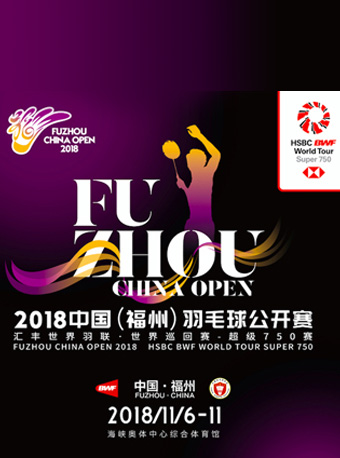 FUZHOU
CHINA OPEN
2018
HSBC BWF
World Tour
Super 750
FU
ZHOU
CHINA OPEN
2018中国(福州)羽毛球公开赛
汇丰世界羽联·世界巡回赛-超级750赛
FUZHOU CHINA OPEN 2018 HSBC BWF WORLD TOUR SUPER 750
BWF
中国·福州
FUZHOU·CHINA
2018/11/6-11
海峡奥体中心综合体育馆